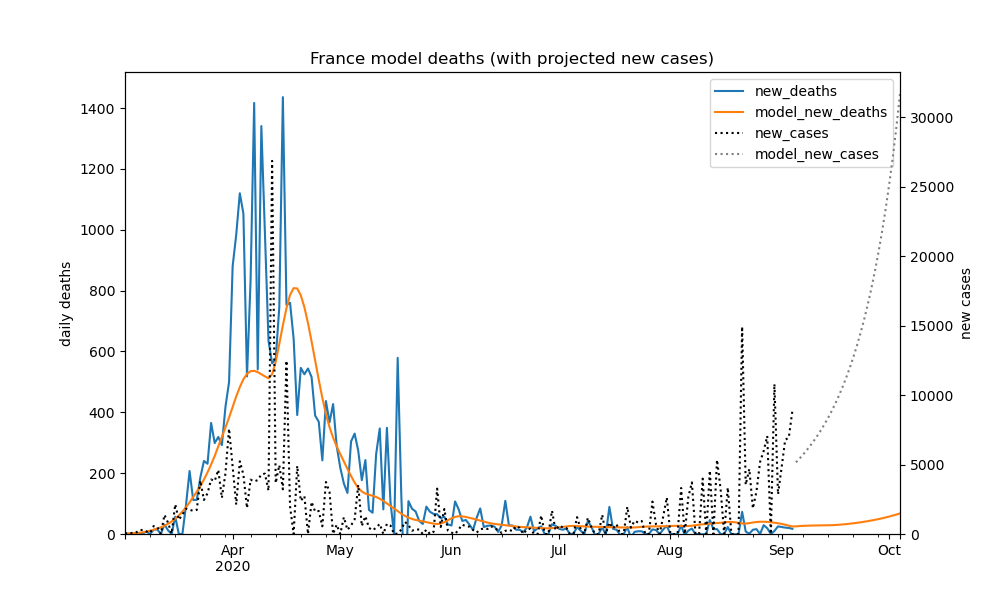 France model deaths (with projected new cases)
new_deaths
model_new_deaths
new_cases
model_new_cases
1400
1200
1000
800
600
400
200
0
daily deaths
30000
25000
20000
15000
10000
5000
0
new cases
Apr
2020
May
Jun
Jul
Aug
Sep
Oct